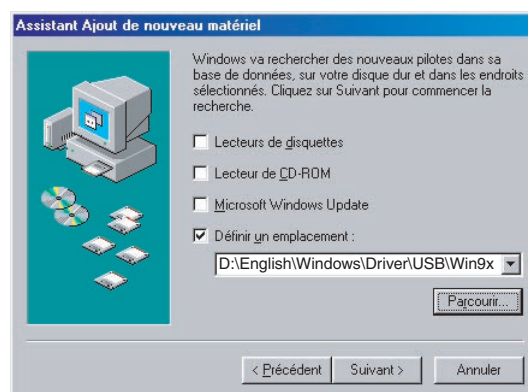 Assistant Ajout de nouveau matériel
Windows va rechercher des nouveaux pilotes dans sa
base de données, sur votre disque dur et dans les endroits
sélectionnés. Cliquez sur Suivant pour commencer la
recherche.
Lecteurs de disquettes
Lecteur de CD-ROM
Microsoft Windows Update
Définir un emplacement :
D:\English\Windows\Driver\USB\Win9x
Parcourir...
< Précédent
Suivant >
Annuler